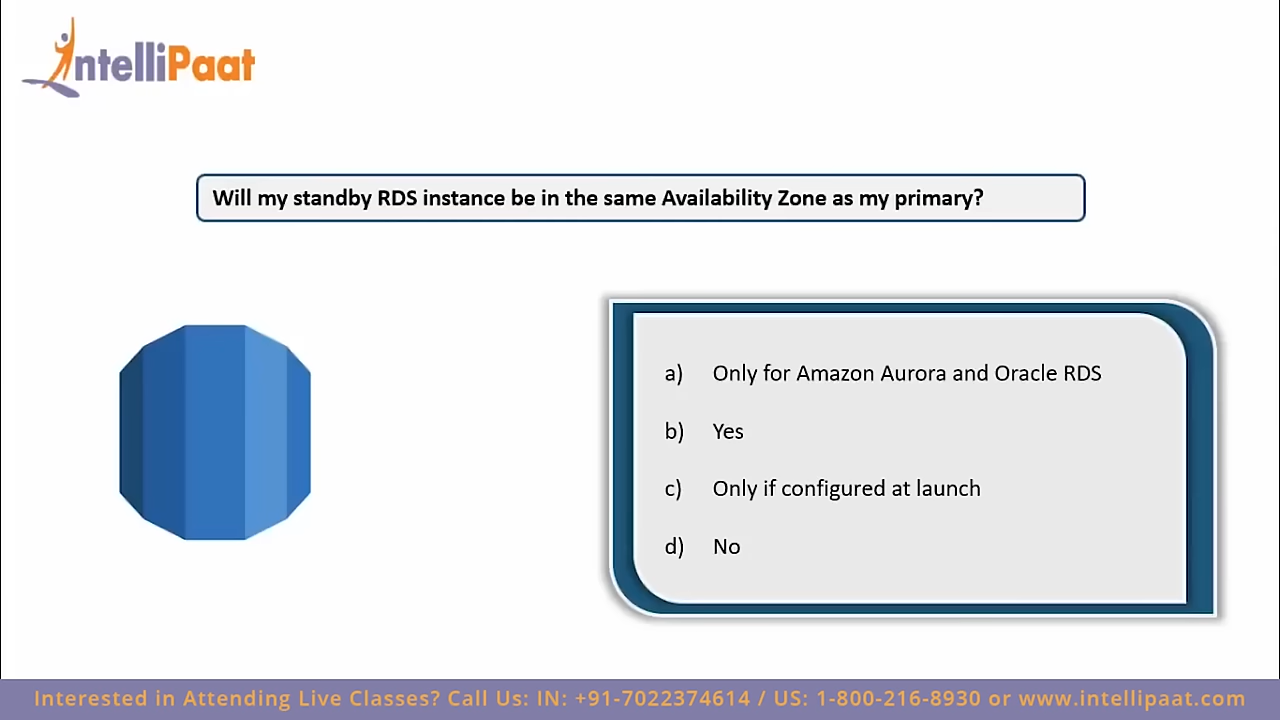 IntelliPaat
Will my standby RDS instance be in the same Availability Zone as my primary?
a) Only for Amazon Aurora and Oracle RDS
b) Yes
c) Only if configured at launch
d) No
Interested in Attending Live Classes? Call Us: IN: +91-7022374614 / US: 1-800-216-8930 or www.intellipaat.com